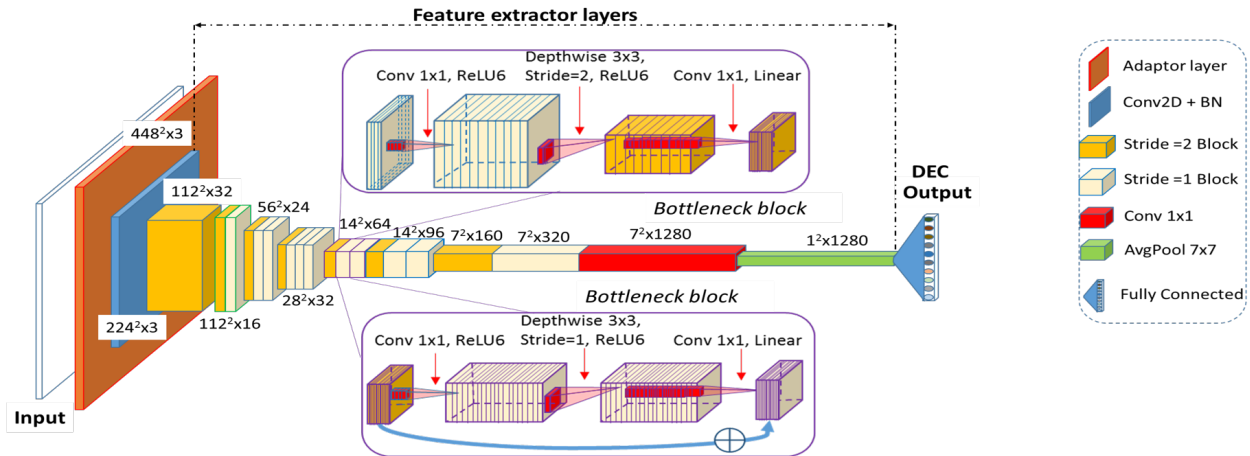 Feature extractor layers
448²x3
112²x32
56²x24
14²x64
14²x96
7²x160
7²x320
7²x1280
1²x1280
224²x3
112²x16
28²x32
Input
DEC
Output
Conv 1x1, ReLU6
Depthwise 3x3,
Stride=2, ReLU6
Conv 1x1, Linear
Bottleneck block
Bottleneck block
Conv 1x1, ReLU6
Depthwise 3x3,
Stride=1, ReLU6
Conv 1x1, Linear
Adaptor layer
Conv2D + BN
Stride =2 Block
Stride =1 Block
Conv 1x1
AvgPool 7x7
Fully Connected